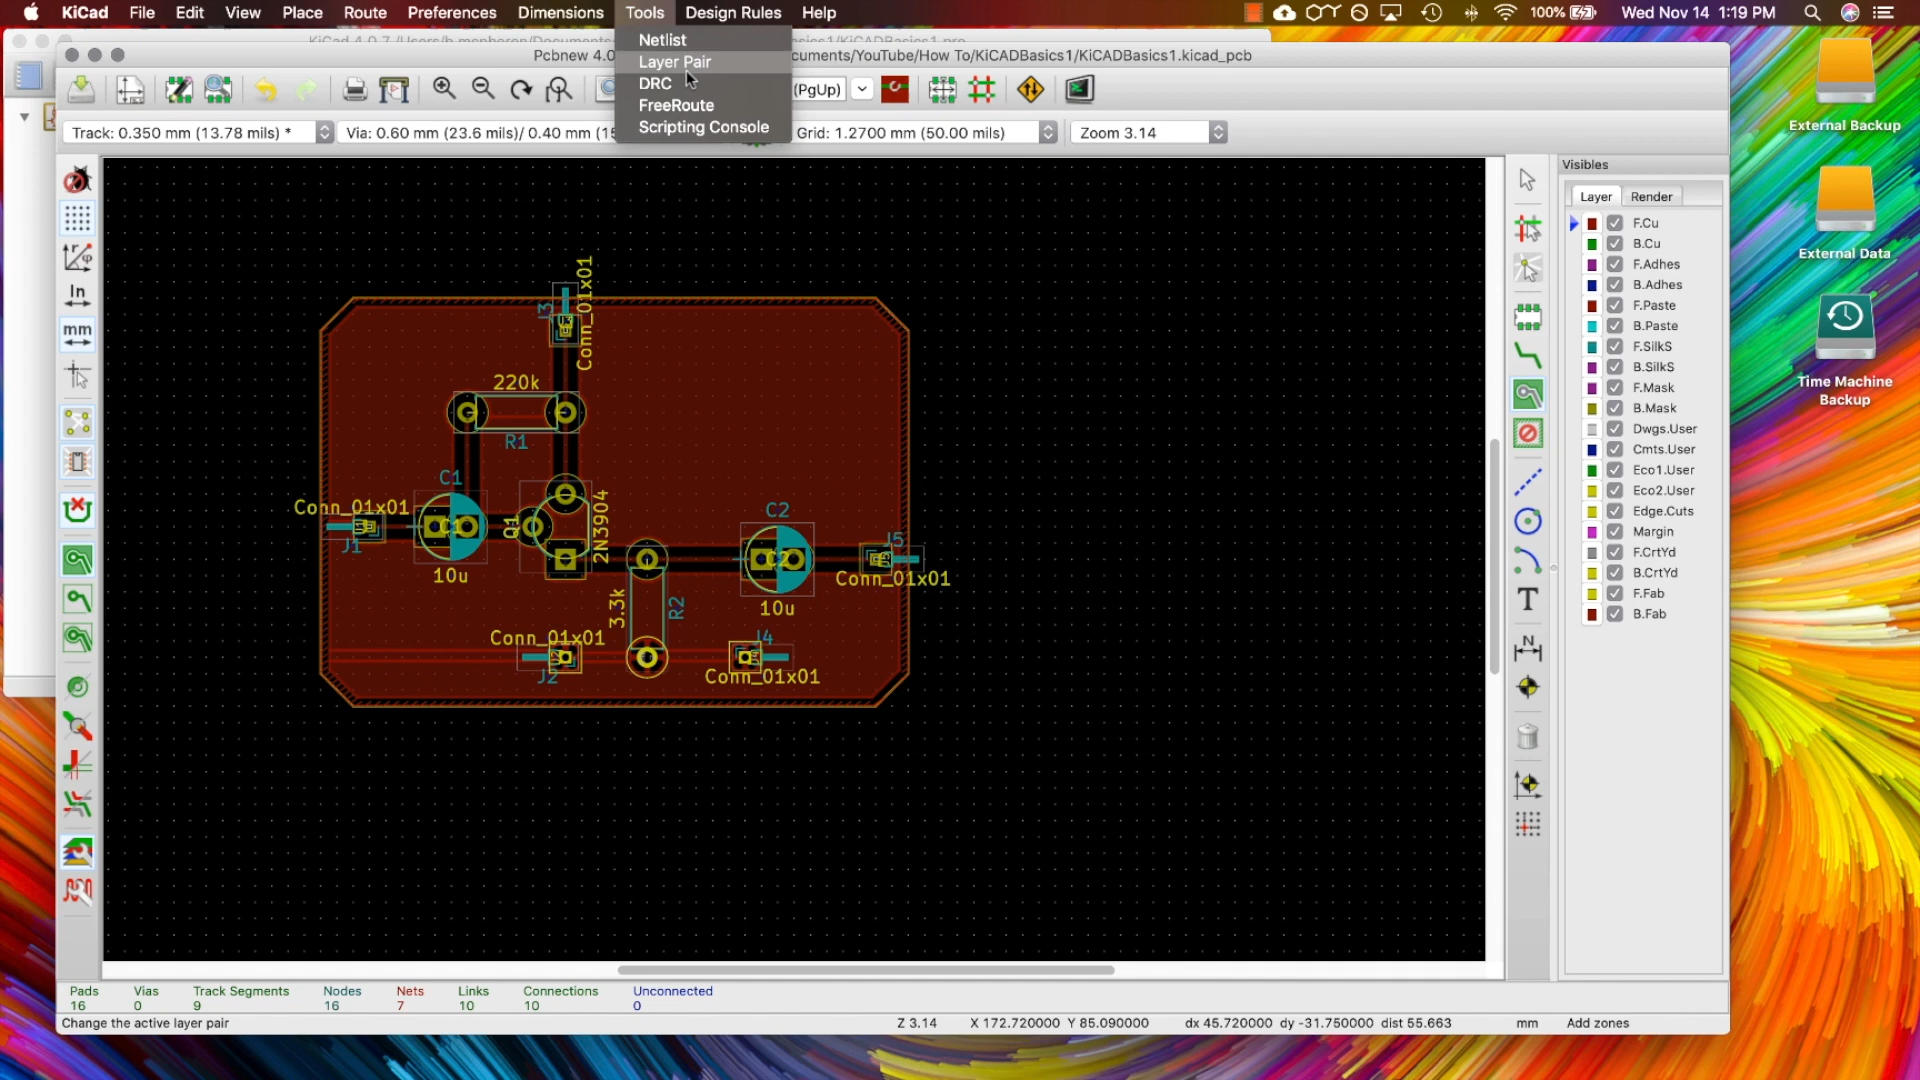 KiCad File Edit View Place Route Preferences Dimensions Tools Design Rules Help 100% Wed Nov 14 1:19 PM
Netlist
Layer Pair
DRC
FreeRoute
Scripting Console
Pcbnew 4.0 cuments/YouTube/How To/KiCADBasics1/KiCADBasics1.kicad_pcb
(PgUp)
Track: 0.350 mm (13.78 mils) * Via: 0.60 mm (23.6 mils)/ 0.40 mm (15 Grid: 1.2700 mm (50.00 mils) Zoom 3.14
In
mm
Conn_01x01
J3
220k
R1
C1
Conn_01x01
J1
C1
10u
Q1
2N3904
C2
C2
10u
J5
Conn_01x01
3.3k
R2
Conn_01x01
J2
J4
Conn_01x01
T
N
Visibles
Layer Render
F.Cu
B.Cu
F.Adhes
B.Adhes
F.Paste
B.Paste
F.SilkS
B.SilkS
F.Mask
B.Mask
Dwgs.User
Cmts.User
Eco1.User
Eco2.User
Edge.Cuts
Margin
F.CrtYd
B.CrtYd
F.Fab
B.Fab
External Backup
External Data
Time Machine
Backup
Pads Vias Track Segments Nodes Nets Links Connections Unconnected
16 0 9 16 7 10 10 0
Change the active layer pair Z 3.14 X 172.720000 Y 85.090000 dx 45.720000 dy -31.750000 dist 55.663 mm Add zones